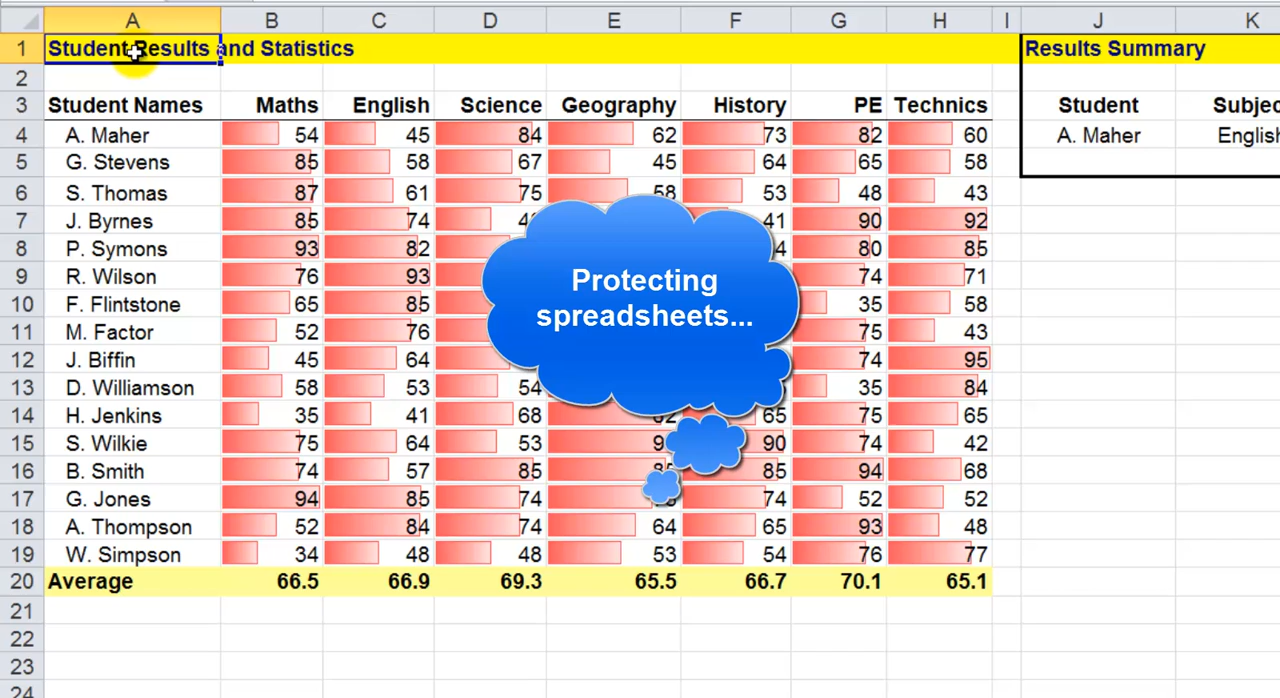 A B C D E F G H I J K
1 Student Results and Statistics Results Summary
2
3 Student Names Maths English Science Geography History PE Technics Student
4 A. Maher 54 45 84 62 73 82 60 A. Maher English
5 G. Stevens 85 58 67 45 64 65 58
6 S. Thomas 87 61 75 58 53 48 43
7 J. Byrnes 85 74 41 90 92
8 P. Symons 93 82 80 85
9 R. Wilson 76 93 74 71
10 F. Flintstone 65 85 35 58
11 M. Factor 52 76 75 43
12 J. Biffin 45 64 74 95
13 D. Williamson 58 53 54 35 84
14 H. Jenkins 35 41 68 65 75 65
15 S. Wilkie 75 64 53 90 74 42
16 B. Smith 74 57 85 85 94 68
17 G. Jones 94 85 74 74 52 52
18 A. Thompson 52 84 74 64 65 93 48
19 W. Simpson 34 48 48 53 54 76 77
20 Average 66.5 66.9 69.3 65.5 66.7 70.1 65.1
21
22
23
24
Protecting
spreadsheets...